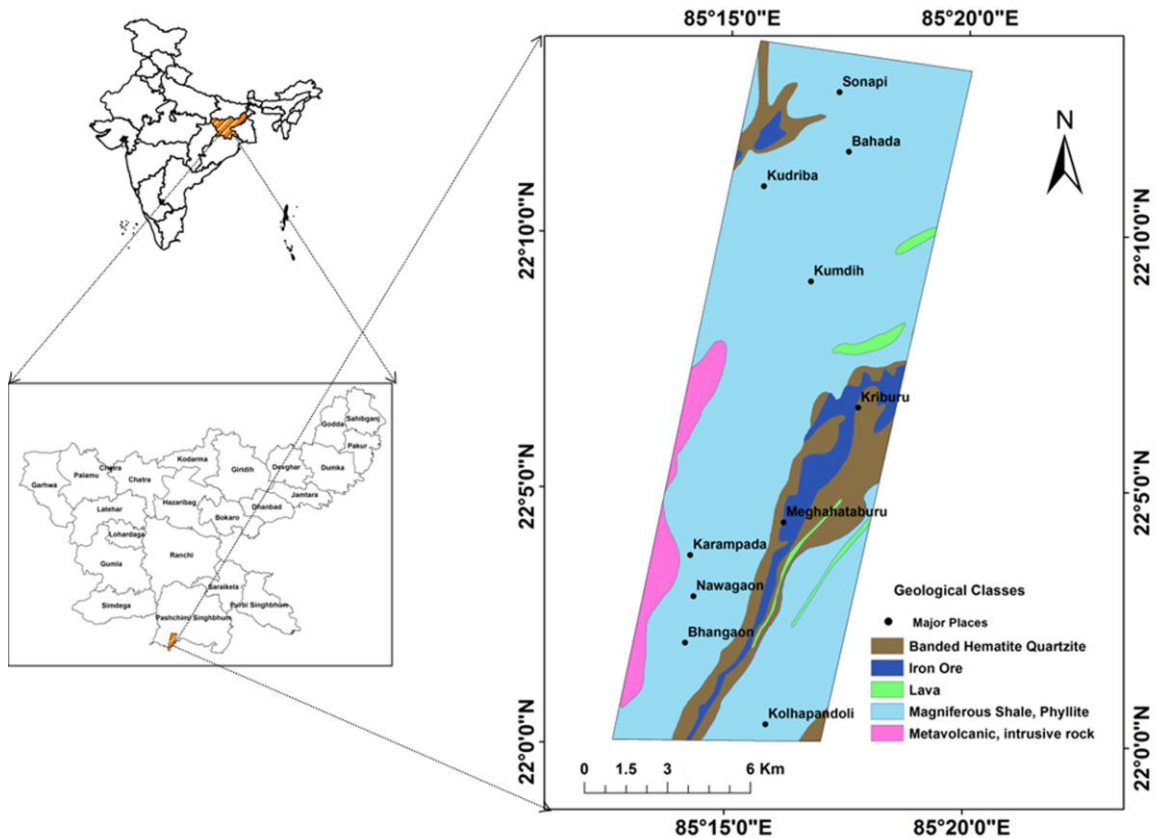 85°15'0"E
85°20'0"E
Sonapi
Bahada
Kudriba
N
22°10'0"N
22°10'0"N
Kumdih
Kriburu
Godda
Sahibganj
Pakur
Kodarma
Giridih
Devghar
Dumka
Garhwa
Palamu
Chatra
Chatra
Hazaribag
Jamtara
Latehar
Bokaro
Dhanbad
Lohardaga
Ranchi
Gumla
Saraikela
Simdega
Purbi Singhbhum
Pashchimi Singhbhum
22°5'0"N
22°5'0"N
Meghahataburu
Karampada
Nawagaon
Bhangaon
Kolhapandoli
Geological Classes
Major Places
Banded Hematite Quartzite
Iron Ore
Lava
Magniferous Shale, Phyllite
Metavolcanic, intrusive rock
22°0'0"N
22°0'0"N
0 1.5 3 6 Km
85°15'0"E
85°20'0"E